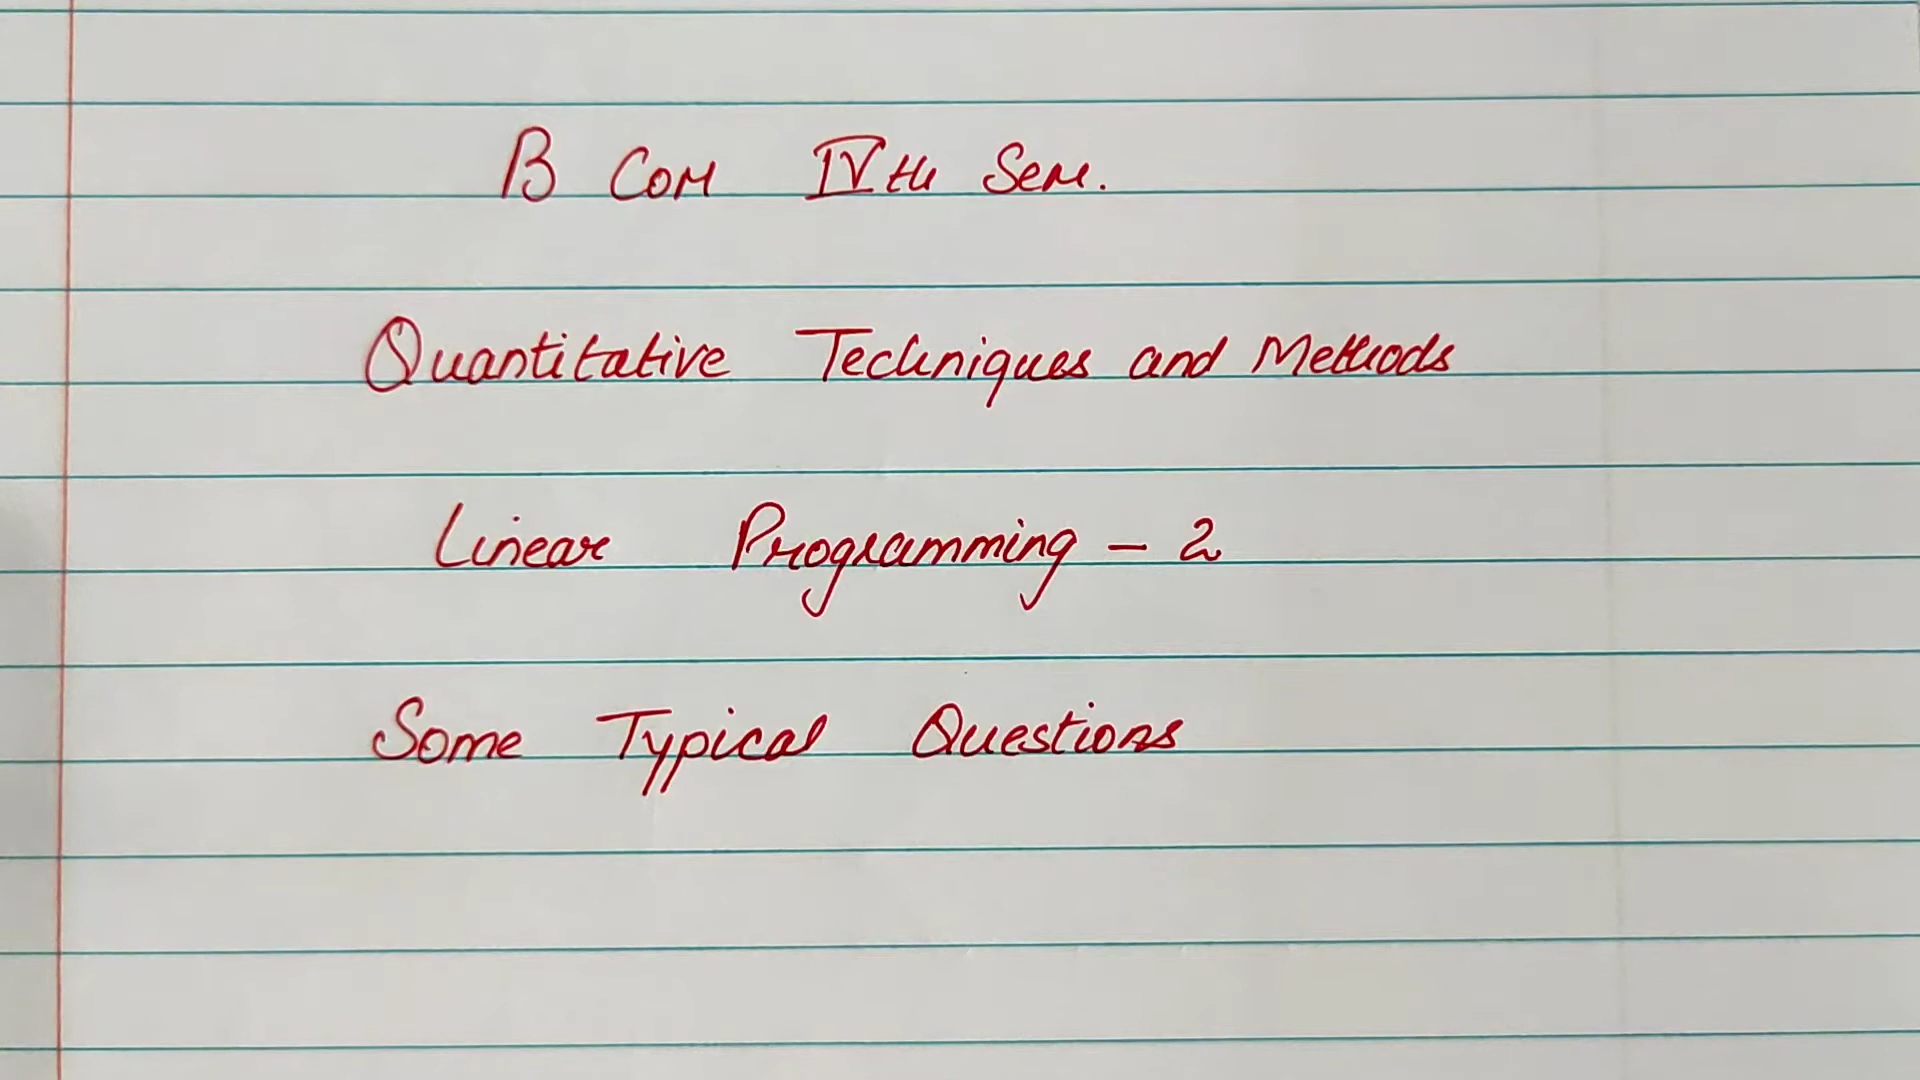 B Com IVth Sem.
Quantitative Techniques and Methods
Linear Programming - 2
Some Typical Questions